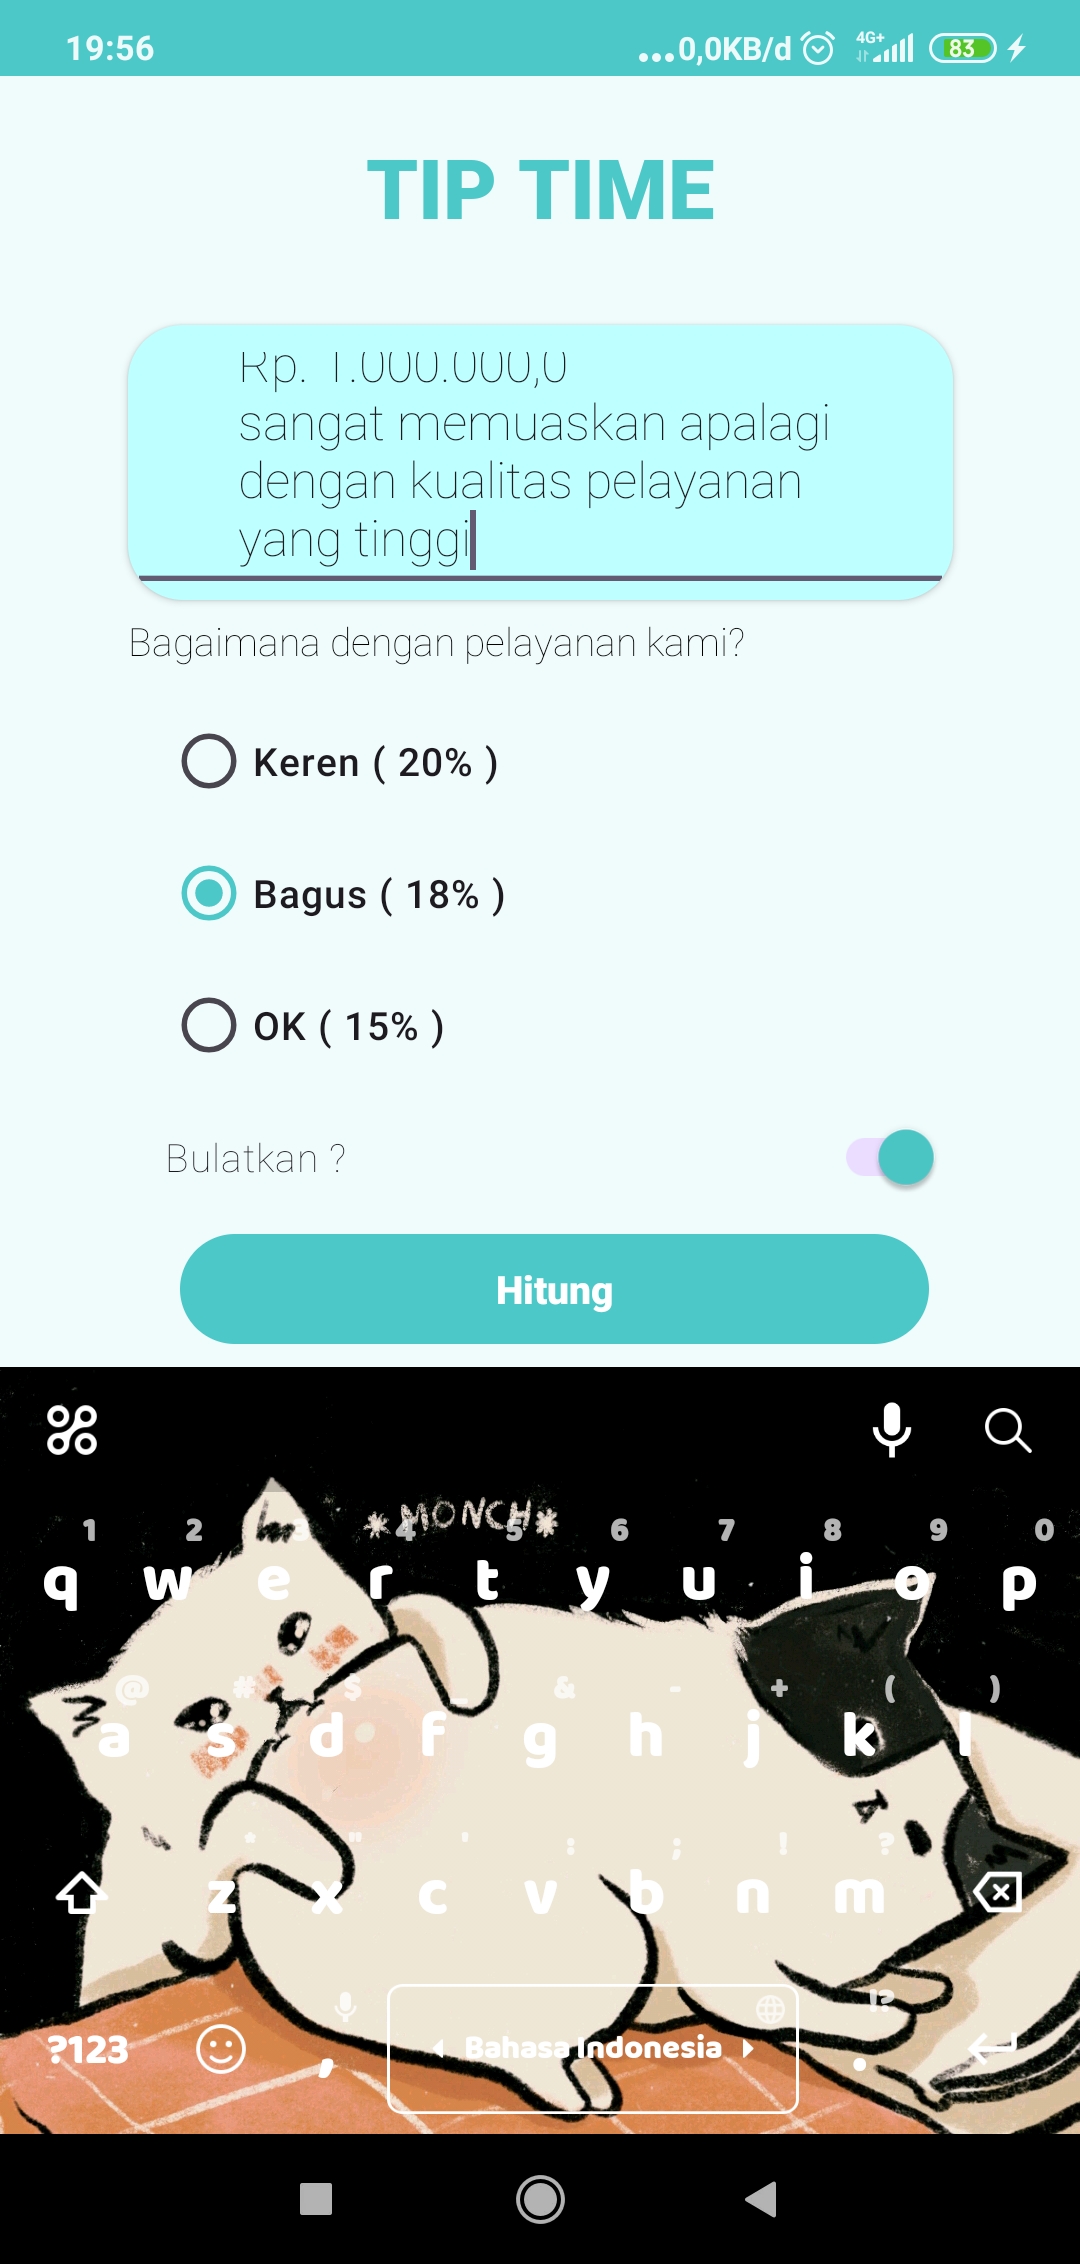 19:56
...0,0KB/d 4G+ 83
TIP TIME
Rp. 1.000.000,0
sangat memuaskan apalagi
dengan kualitas pelayanan
yang tinggi
Bagaimana dengan pelayanan kami?
Keren ( 20% )
Bagus ( 18% )
OK ( 15% )
Bulatkan ?
Hitung
*MONCH*
1 2 3 4 5 6 7 8 9 0
q w e r t y u i o p
@ # $ _ & - + ( )
a s d f g h j k l
* " ' : ; ! ?
z x c v b n m
!?
?123 , Bahasa Indonesia .